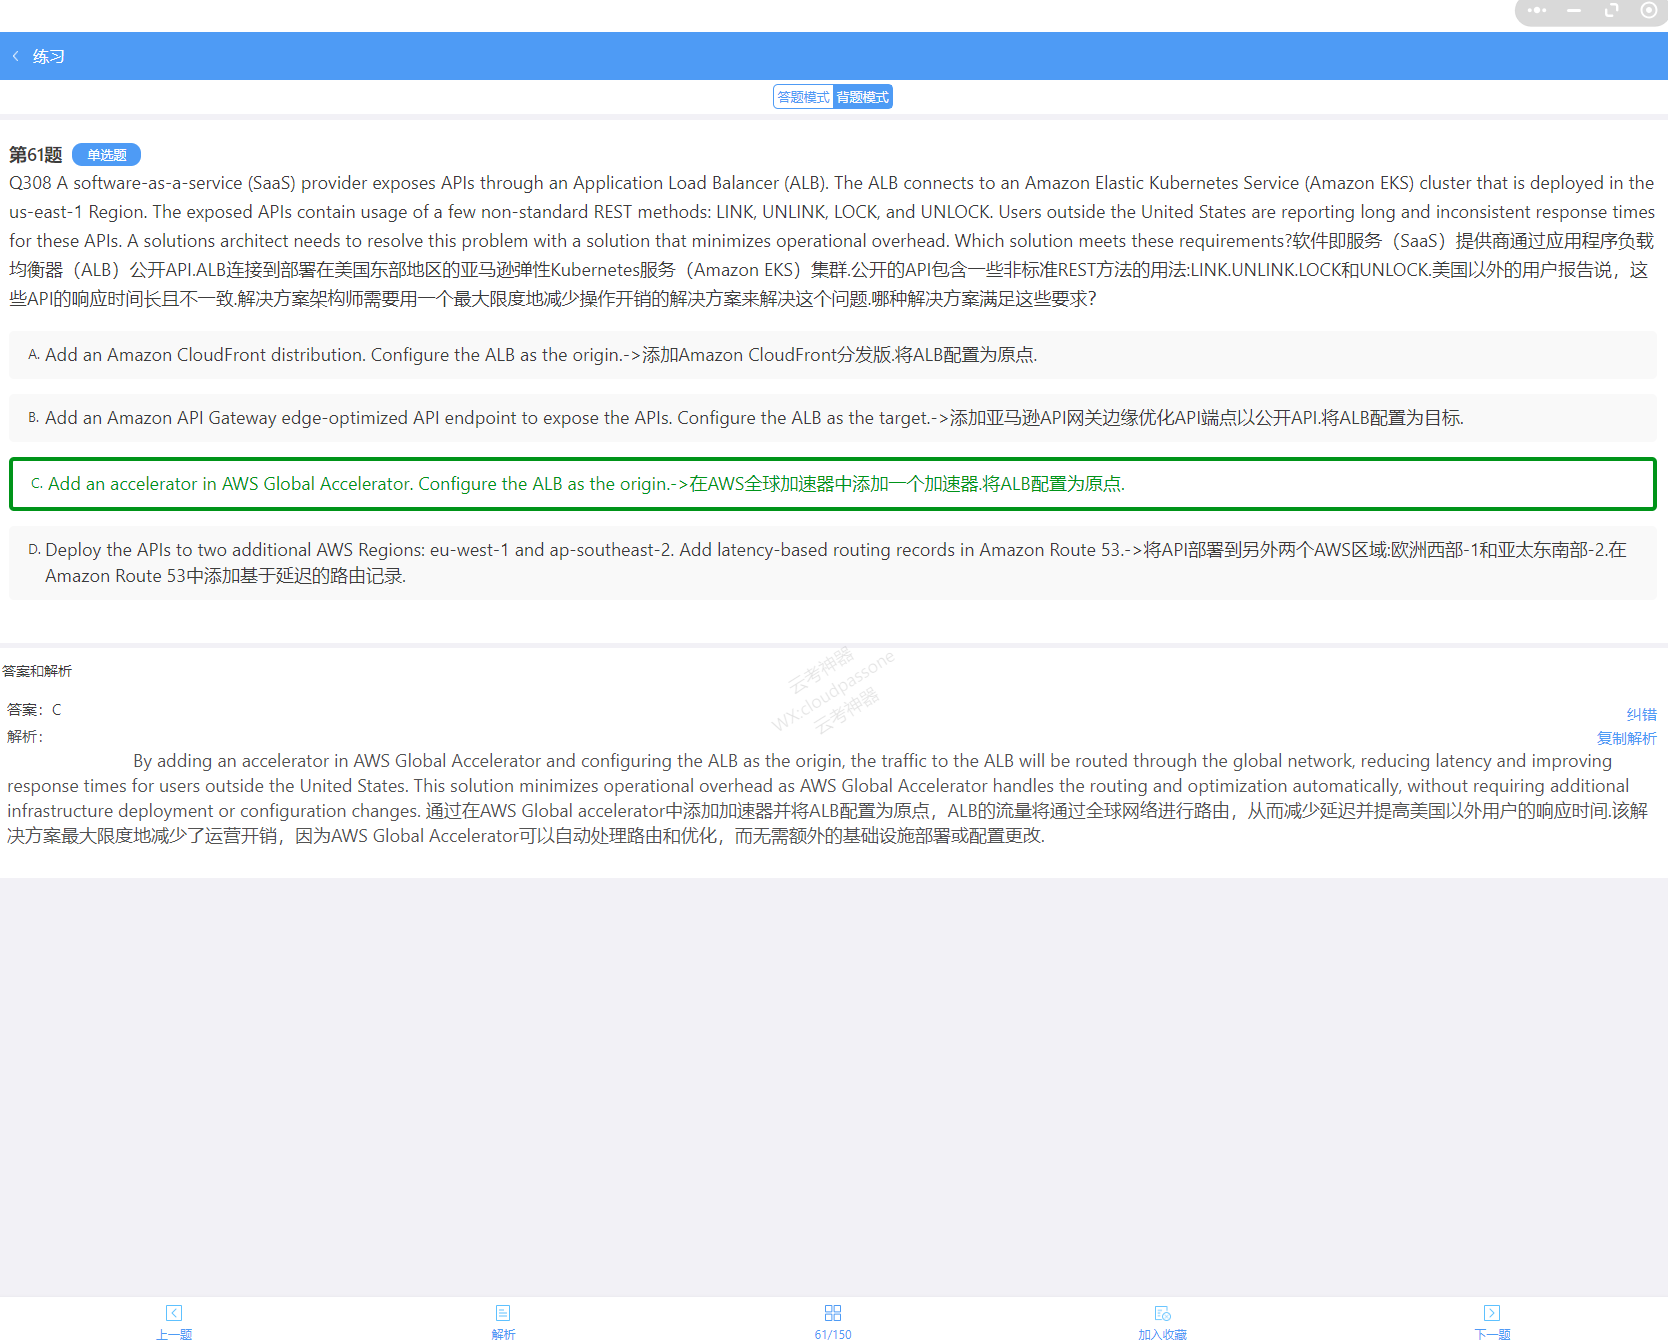 练习
答题模式 背题模式
第61题 单选题
Q308 A software-as-a-service (SaaS) provider exposes APIs through an Application Load Balancer (ALB). The ALB connects to an Amazon Elastic Kubernetes Service (Amazon EKS) cluster that is deployed in the
us-east-1 Region. The exposed APIs contain usage of a few non-standard REST methods: LINK, UNLINK, LOCK, and UNLOCK. Users outside the United States are reporting long and inconsistent response times
for these APIs. A solutions architect needs to resolve this problem with a solution that minimizes operational overhead. Which solution meets these requirements?软件即服务（SaaS）提供商通过应用程序负载
均衡器（ALB）公开API.ALB连接到部署在美国东部地区的亚马逊弹性Kubernetes服务（Amazon EKS）集群.公开的API包含一些非标准REST方法的用法:LINK.UNLINK.LOCK和UNLOCK.美国以外的用户报告说，这
些API的响应时间长且不一致.解决方案架构师需要用一个最大限度地减少操作开销的解决方案来解决这个问题.哪种解决方案满足这些要求?
A. Add an Amazon CloudFront distribution. Configure the ALB as the origin.->添加Amazon CloudFront分发版.将ALB配置为原点.
B. Add an Amazon API Gateway edge-optimized API endpoint to expose the APIs. Configure the ALB as the target.->添加亚马逊API网关边缘优化API端点以公开API.将ALB配置为目标.
C. Add an accelerator in AWS Global Accelerator. Configure the ALB as the origin.->在AWS全球加速器中添加一个加速器.将ALB配置为原点.
D. Deploy the APIs to two additional AWS Regions: eu-west-1 and ap-southeast-2. Add latency-based routing records in Amazon Route 53.->将API部署到另外两个AWS区域:欧洲西部-1和亚太东南部-2.在
Amazon Route 53中添加基于延迟的路由记录.
答案和解析
云考神器
WX:cloudpassone
云考神器
答案：C
纠错
解析：
复制解析
By adding an accelerator in AWS Global Accelerator and configuring the ALB as the origin, the traffic to the ALB will be routed through the global network, reducing latency and improving
response times for users outside the United States. This solution minimizes operational overhead as AWS Global Accelerator handles the routing and optimization automatically, without requiring additional
infrastructure deployment or configuration changes. 通过在AWS Global accelerator中添加加速器并将ALB配置为原点，ALB的流量将通过全球网络进行路由，从而减少延迟并提高美国以外用户的响应时间.该解
决方案最大限度地减少了运营开销，因为AWS Global Accelerator可以自动处理路由和优化，而无需额外的基础设施部署或配置更改.
上一题 解析 61/150 加入收藏 下一题